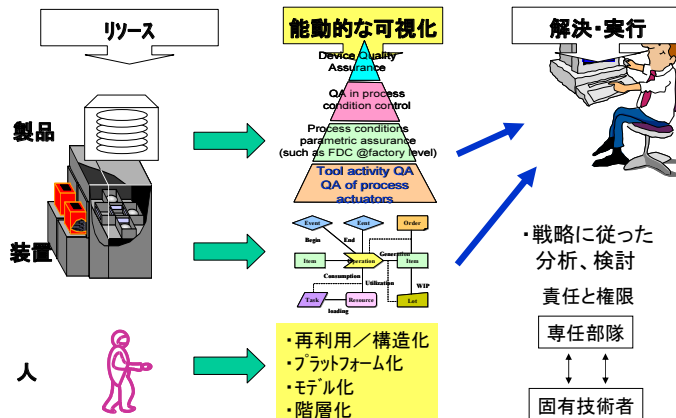 リソース
能動的な可視化
解決・実行
Device Quality
Assurance
QA in process
condition control
Process conditions
parametric assurance
(such as FDC @factory level)
Tool activity QA
QA of process
actuators
製品
装置
人
Event
Eent
Order
Begin
End
Generation
Item
Operation
Item
Consumption
Utilization
WIP
Task
Resource
Lot
loading
・再利用／構造化
・プラットフォーム化
・モデル化
・階層化
・戦略に従った
分析、検討
責任と権限
専任部隊
固有技術者